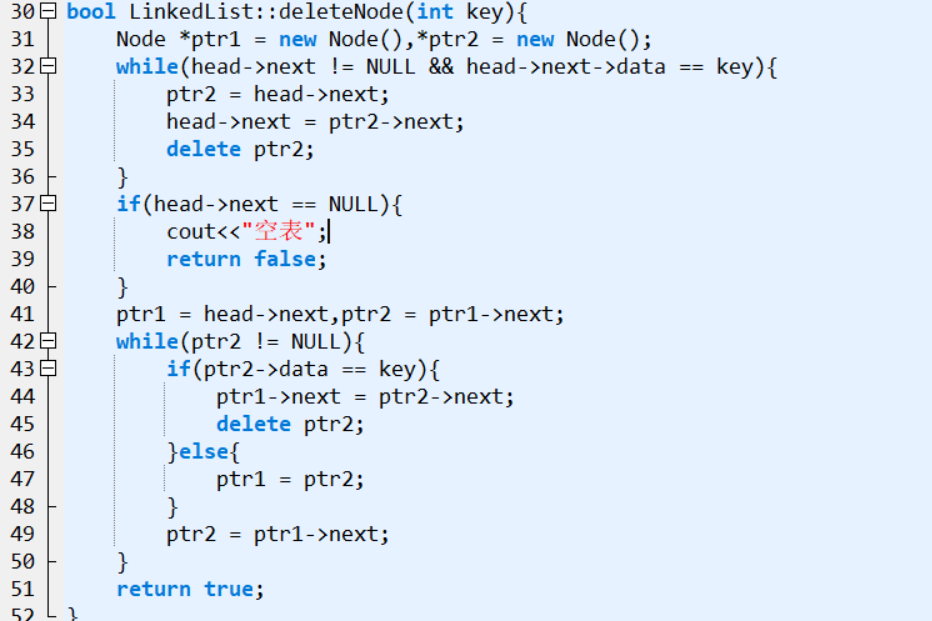 30 bool LinkedList::deleteNode(int key){
31     Node *ptr1 = new Node(),*ptr2 = new Node();
32     while(head->next != NULL && head->next->data == key){
33         ptr2 = head->next;
34         head->next = ptr2->next;
35         delete ptr2;
36     }
37     if(head->next == NULL){
38         cout<<"空表";
39         return false;
40     }
41     ptr1 = head->next,ptr2 = ptr1->next;
42     while(ptr2 != NULL){
43         if(ptr2->data == key){
44             ptr1->next = ptr2->next;
45             delete ptr2;
46         }else{
47             ptr1 = ptr2;
48         }
49         ptr2 = ptr1->next;
50     }
51     return true;
52 }